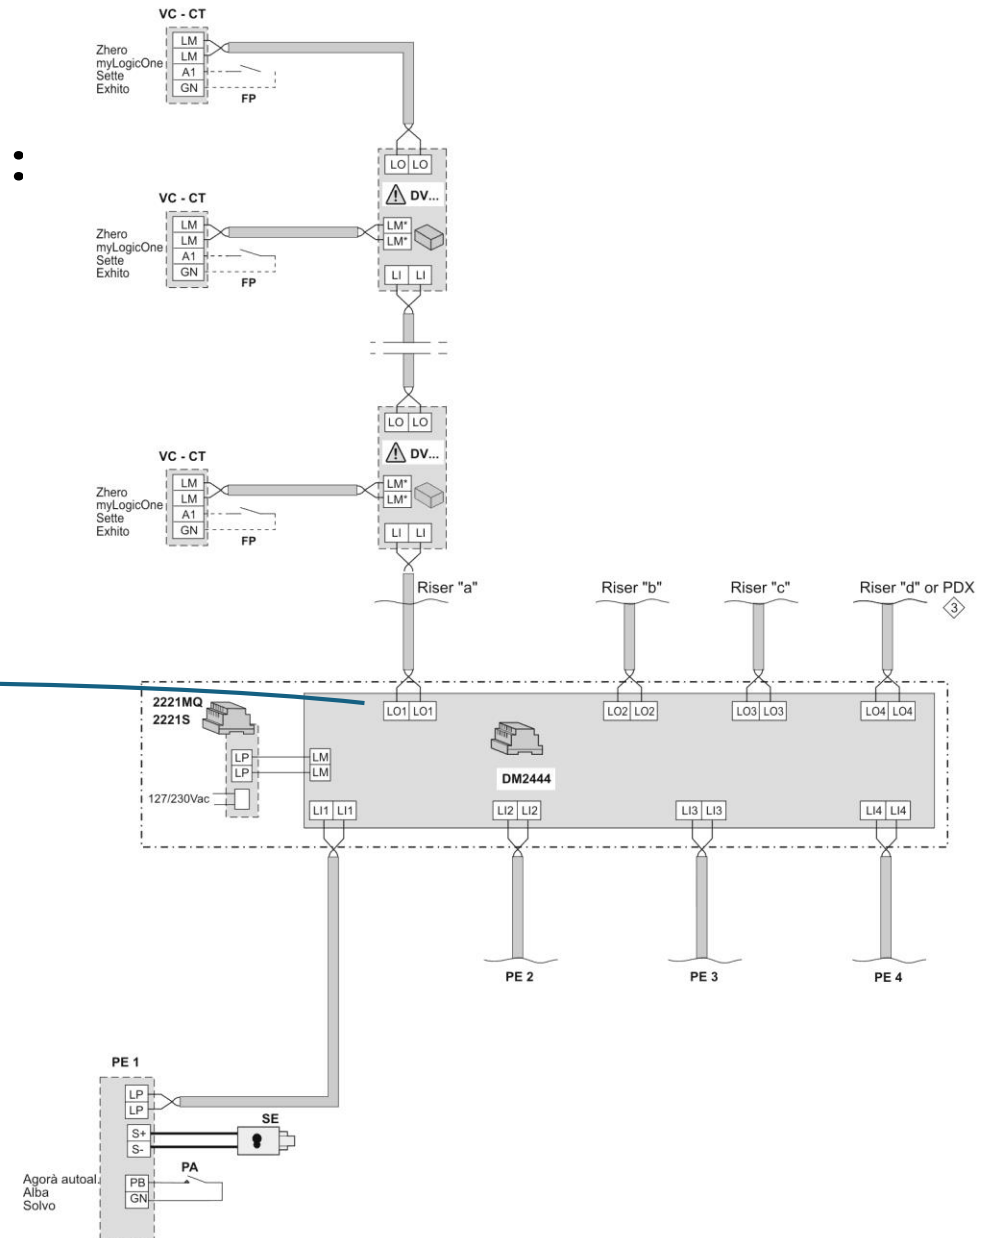 VC - CT
LM
LM
A1
GN
Zhero
myLogicOne
Sette
Exhito
FP
LO LO
DV...
VC - CT
LM
LM
A1
GN
Zhero
myLogicOne
Sette
Exhito
FP
LM*
LM*
LI LI
LO LO
DV...
VC - CT
LM
LM
A1
GN
Zhero
myLogicOne
Sette
Exhito
FP
LM*
LM*
LI LI
Riser "a"
Riser "b"
Riser "c"
Riser "d" or PDX
3
2221MQ
2221S
LO1 LO1
LO2 LO2
LO3 LO3
LO4 LO4
LP
LP
LM
LM
DM2444
127/230Vac
LI1 LI1
LI2 LI2
LI3 LI3
LI4 LI4
PE 2
PE 3
PE 4
PE 1
LP
LP
S+
S-
SE
PA
PB
GN
Agorà autoal.
Alba
Solvo